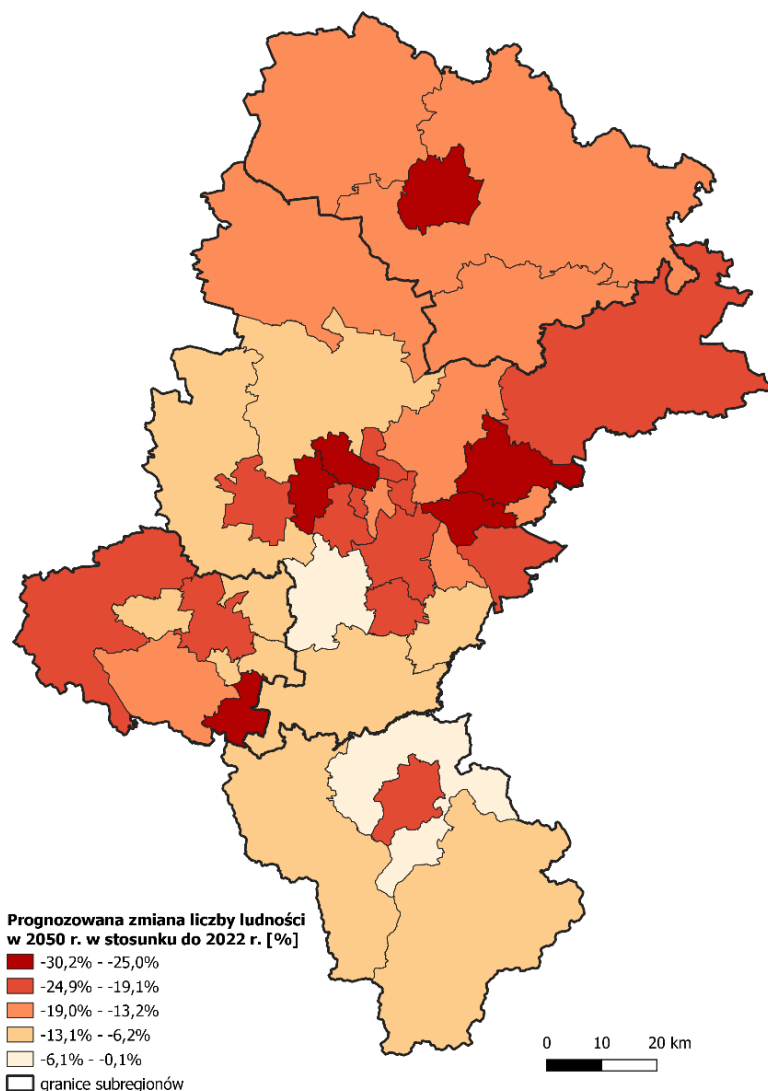 Prognozowana zmiana liczby ludności
w 2050 r. w stosunku do 2022 r. [%]
-30,2% - -25,0%
-24,9% - -19,1%
-19,0% - -13,2%
-13,1% - -6,2%
-6,1% - -0,1%
granice subregionów
0 10 20 km